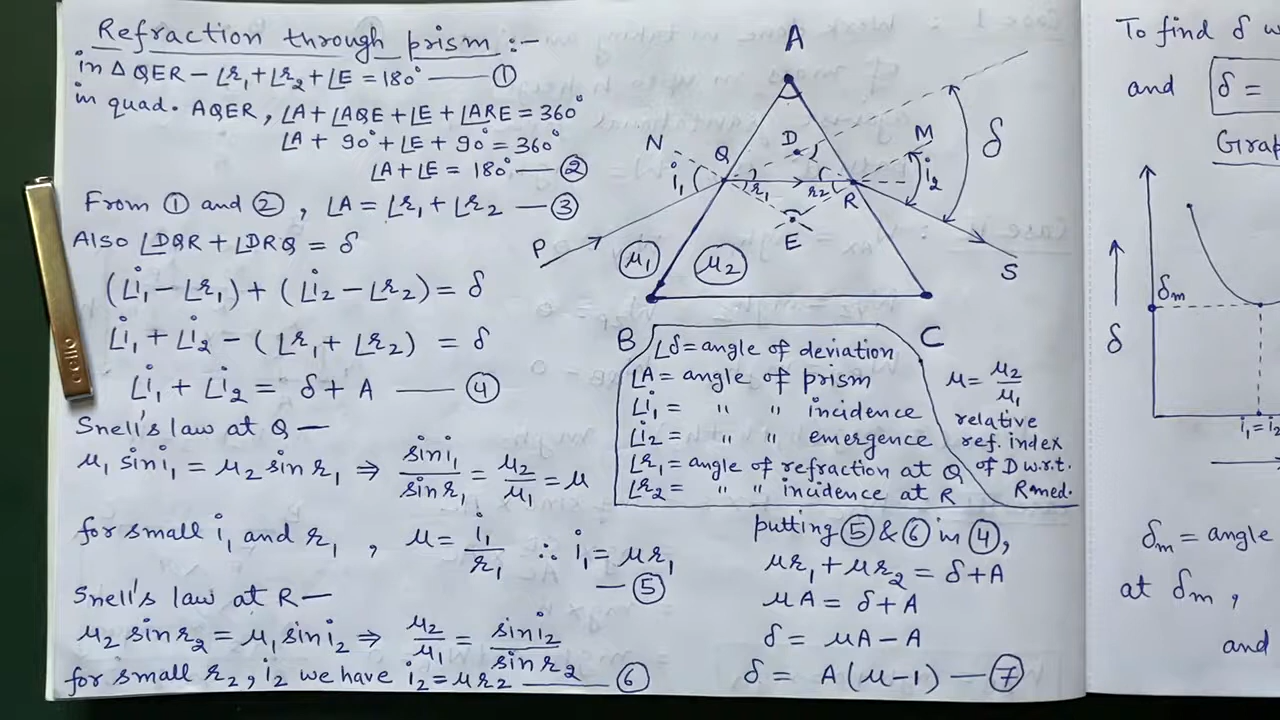 Refraction through prism :-
in Δ QER - ∠r₁ + ∠r₂ + ∠E = 180° —— ①
in quad. AQER, ∠A + ∠AQE + ∠E + ∠ARE = 360°
∠A + 90° + ∠E + 90° = 360°
∠A + ∠E = 180° — ②
From ① and ②, ∠A = ∠r₁ + ∠r₂ — ③
Also ∠DQR + ∠DRQ = δ
(∠i₁ - ∠r₁) + (∠i₂ - ∠r₂) = δ
∠i₁ + ∠i₂ - (∠r₁ + ∠r₂) = δ
∠i₁ + ∠i₂ = δ + A —— ④
Snell's law at Q —
μ₁ sin i₁ = μ₂ sin r₁ ⇒ sin i₁ / sin r₁ = μ₂ / μ₁ = μ
for small i₁ and r₁, μ = i₁ / r₁ ∴ i₁ = μr₁
— ⑤
Snell's law at R —
μ₂ sin r₂ = μ₁ sin i₂ ⇒ μ₂ / μ₁ = sin i₂ / sin r₂
for small r₂, i₂ we have i₂ = μr₂ —— ⑥
cello
A
N
Q
D
M
δ
i₁
r₁
r₂
i₂
R
P
E
S
μ₁
μ₂
B
C
∠δ = angle of deviation
∠A = angle of prism
∠i₁ = " " incidence
∠i₂ = " " emergence
∠r₁ = angle of refraction at Q
∠r₂ = " " incidence at R
μ = μ₂ / μ₁
relative
ref. index
of D w.r.t.
R med.
putting ⑤ & ⑥ in ④,
μr₁ + μr₂ = δ + A
μA = δ + A
δ = μA - A
δ = A(μ - 1) — ⑦
To find δ
and δ =
δm
δ
i₁ = i₂
δm = angle
at δm,
and